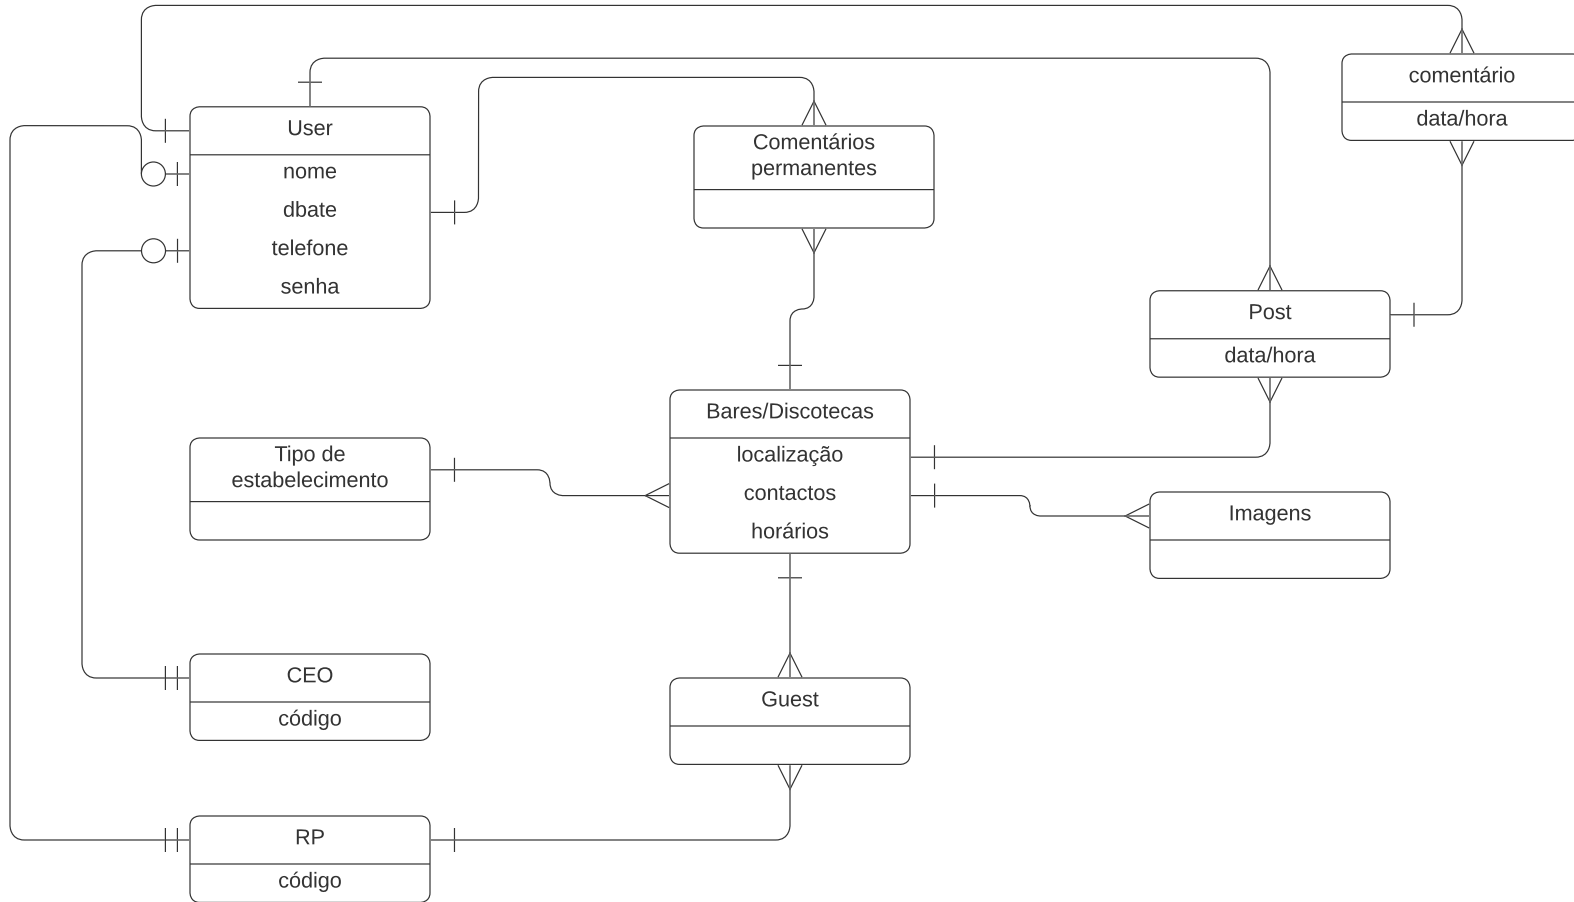 comentário
data/hora
User
nome
dbate
telefone
senha
Comentários
permanentes
Post
data/hora
Bares/Discotecas
localização
contactos
horários
Tipo de
estabelecimento
Imagens
CEO
código
Guest
RP
código